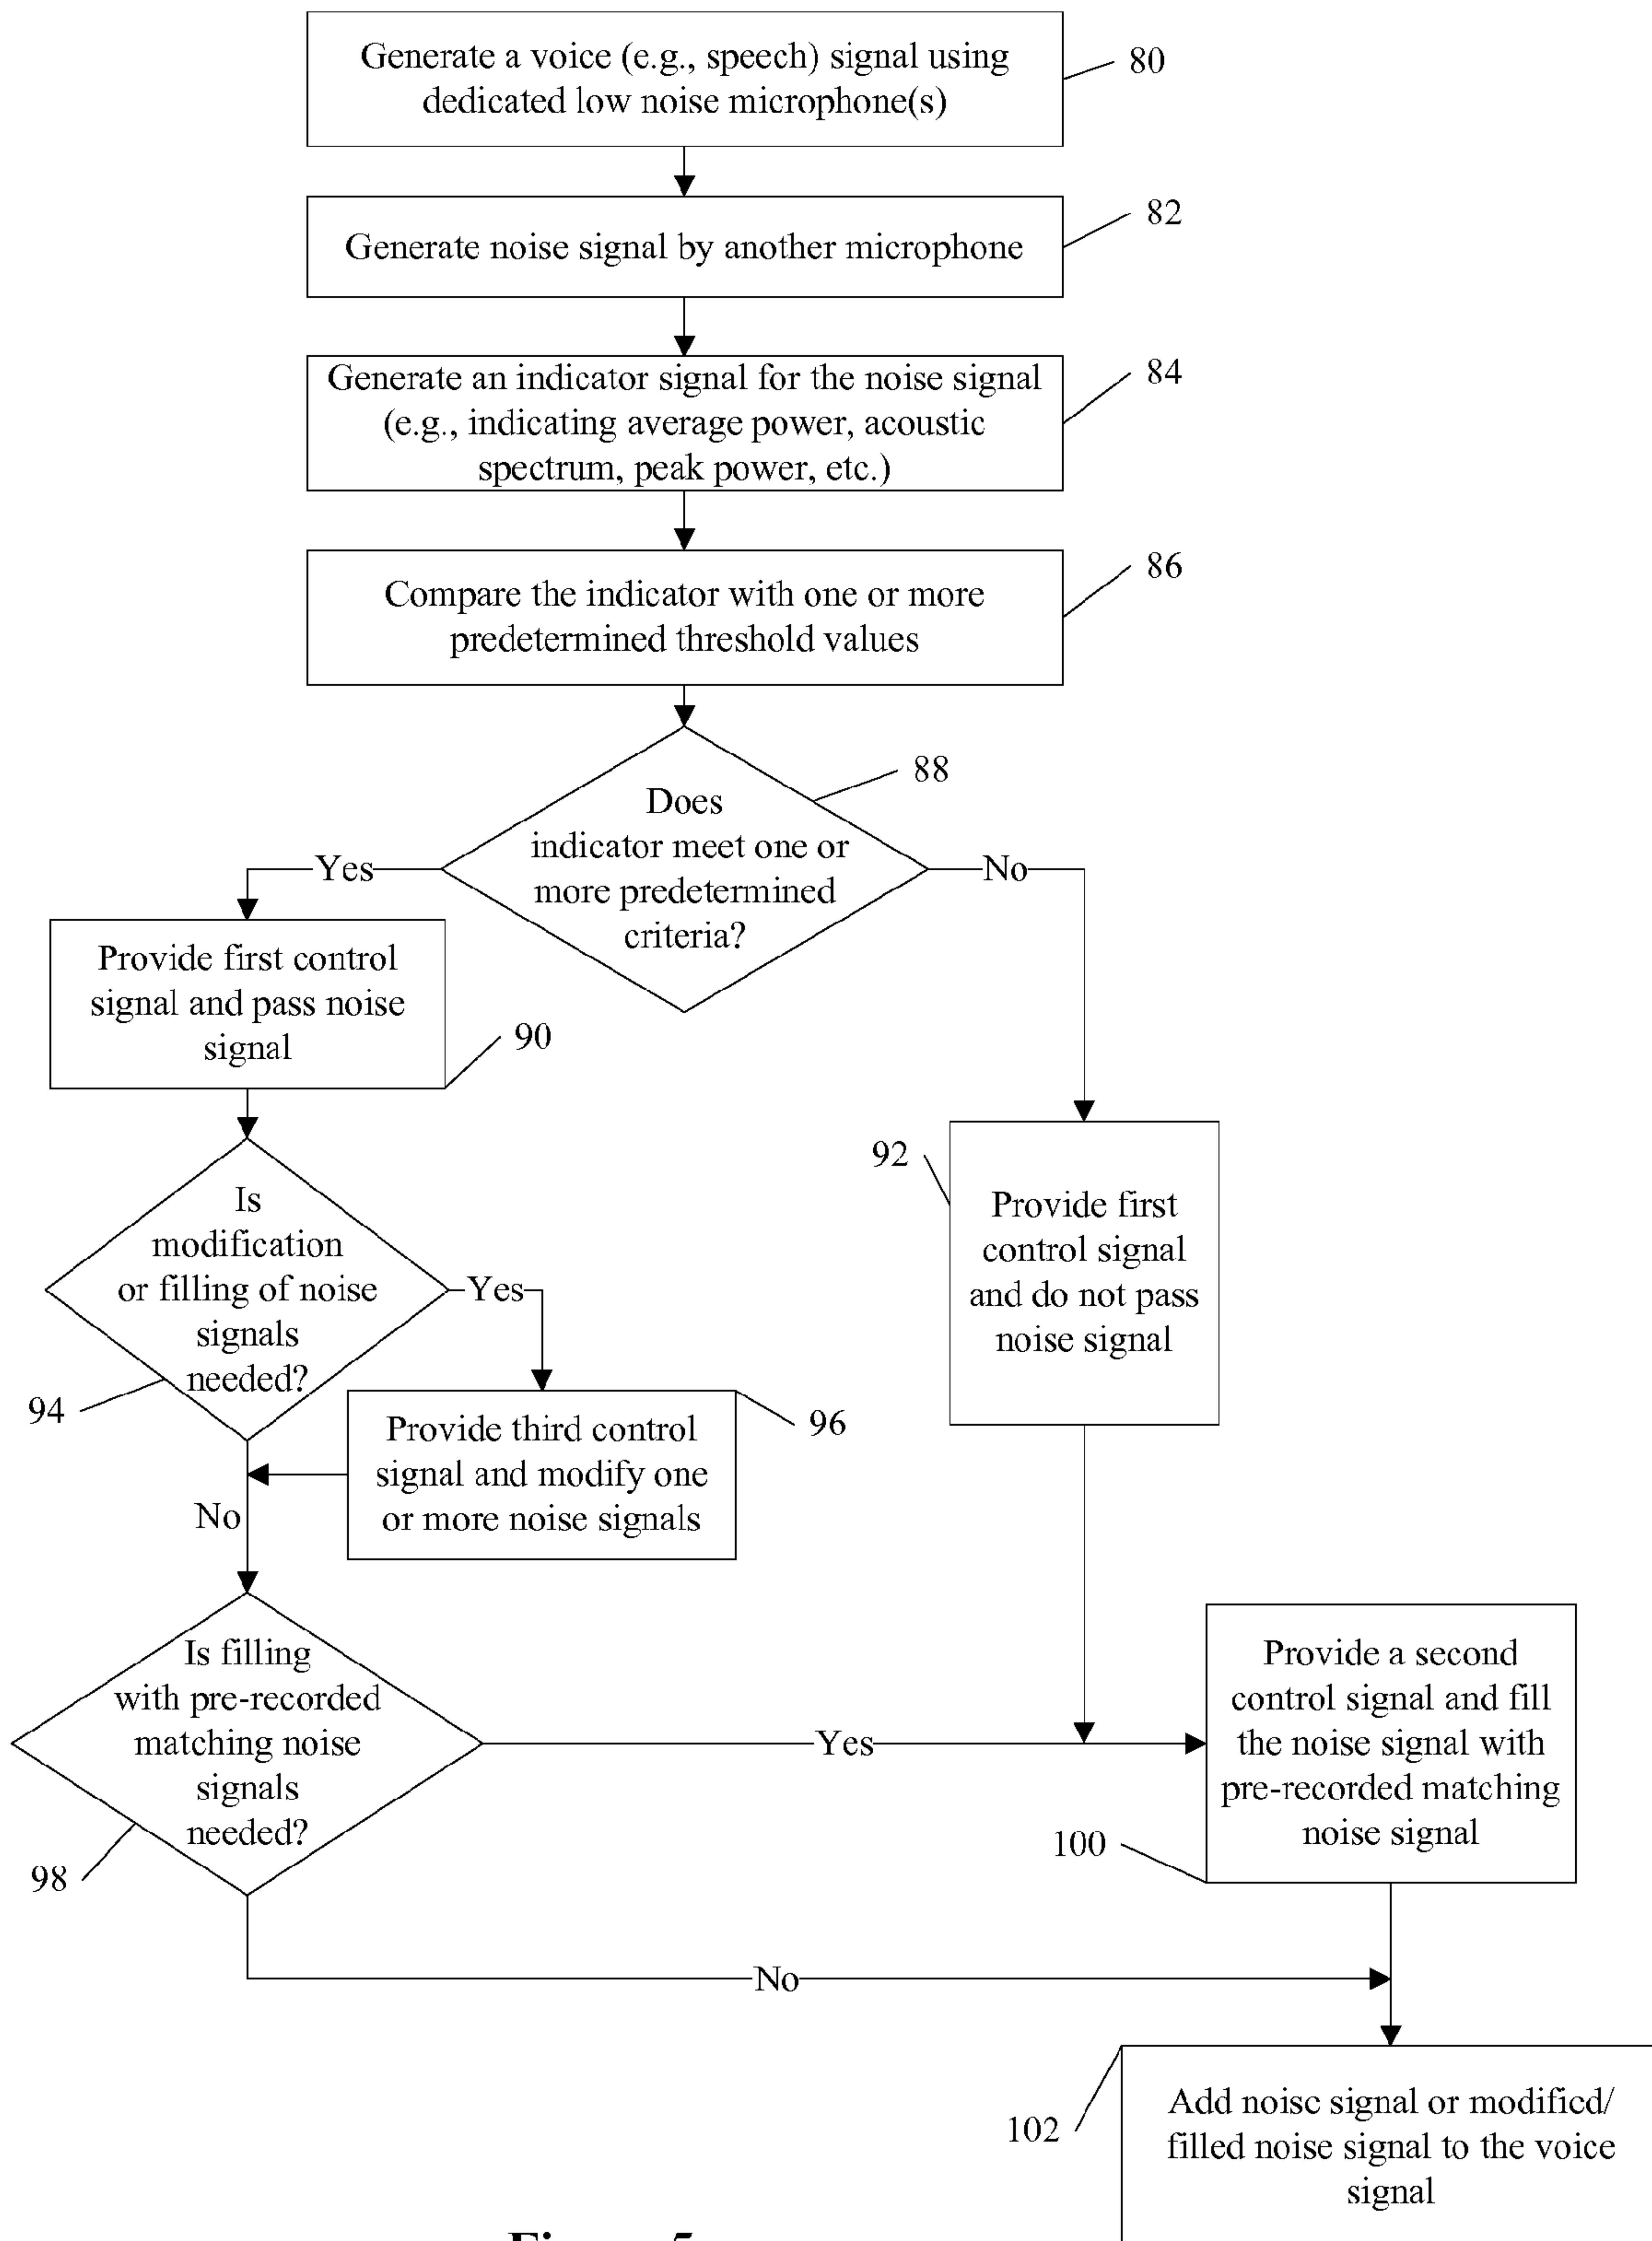 Generate a voice (e.g., speech) signal using
dedicated low noise microphone(s)
80
Generate noise signal by another microphone
82
Generate an indicator signal for the noise signal
(e.g., indicating average power, acoustic
spectrum, peak power, etc.)
84
Compare the indicator with one or more
predetermined threshold values
86
Does
indicator meet one or
more predetermined
criteria?
88
Yes
No
Provide first control
signal and pass noise
signal
90
92
Provide first
control signal
and do not pass
noise signal
Is
modification
or filling of noise
signals
needed?
94
Yes
No
Provide third control
signal and modify one
or more noise signals
96
Is filling
with pre-recorded
matching noise
signals
needed?
98
Yes
No
Provide a second
control signal and fill
the noise signal with
pre-recorded matching
noise signal
100
102
Add noise signal or modified/
filled noise signal to the voice
signal